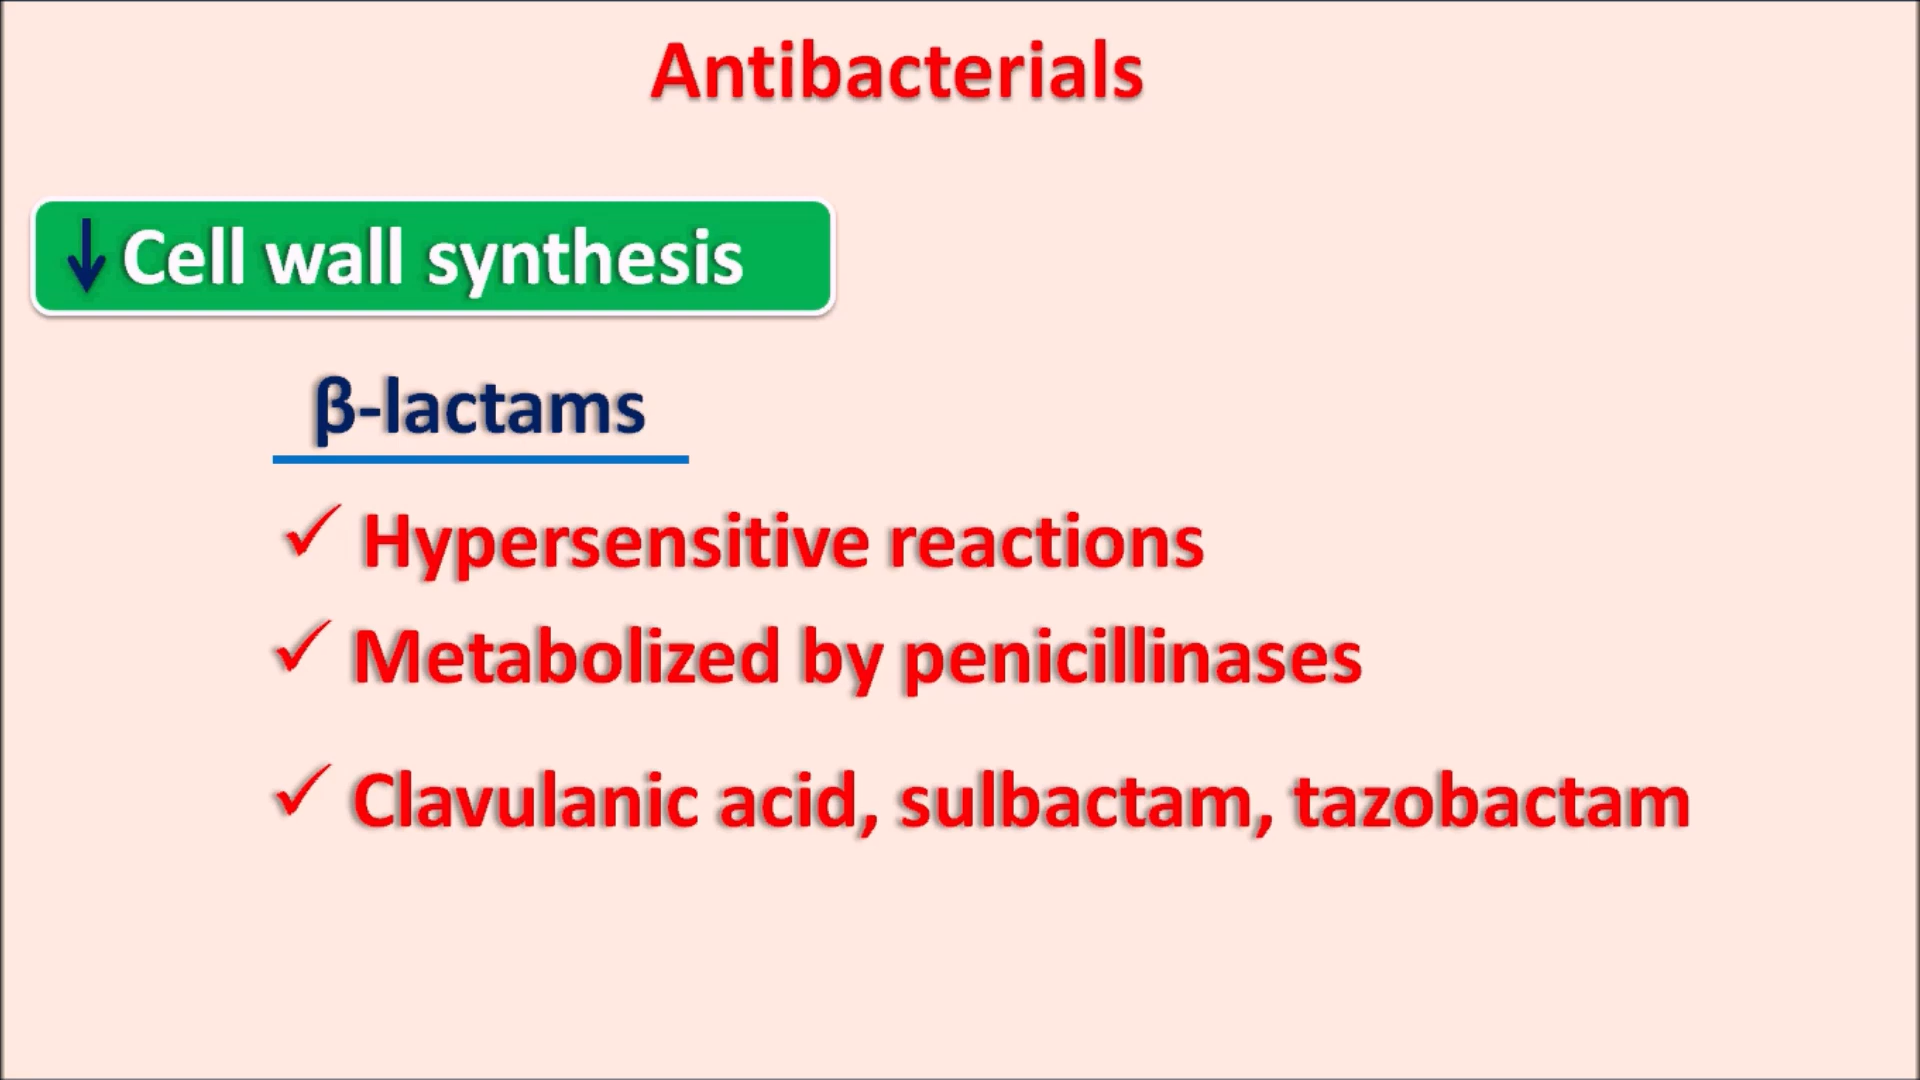 Antibacterials
↓ Cell wall synthesis
β-lactams
✓ Hypersensitive reactions
✓ Metabolized by penicillinases
✓ Clavulanic acid, sulbactam, tazobactam